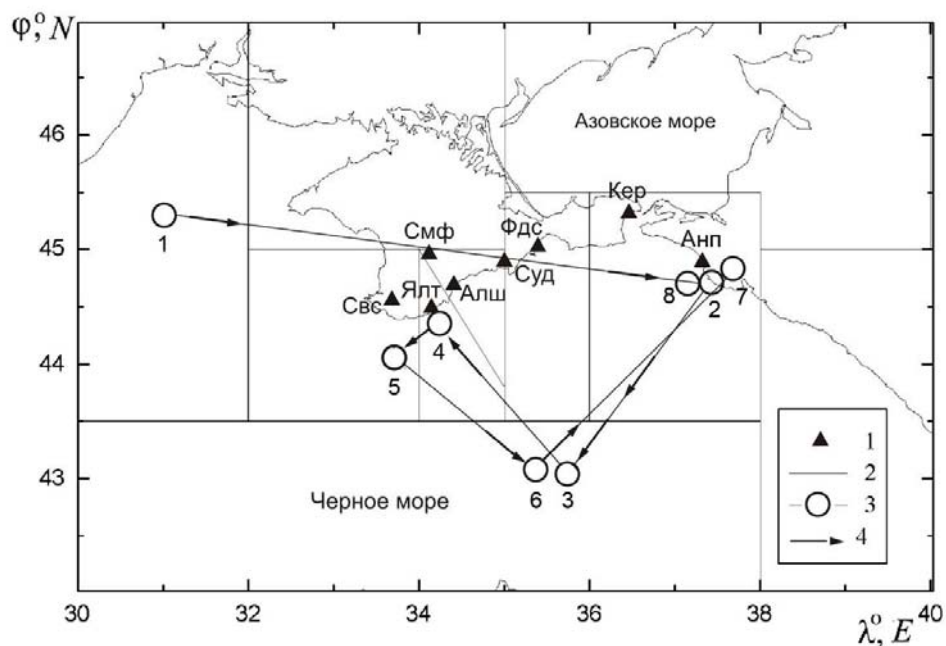 φ,° N
46
45
44
43
30
32
34
36
38
40
λ,° E
Азовское море
Черное море
Кер
Фдс
Анп
Смф
Суд
Ялт
Алш
Свс
1
2
3
4
5
6
7
8
1
2
3
4